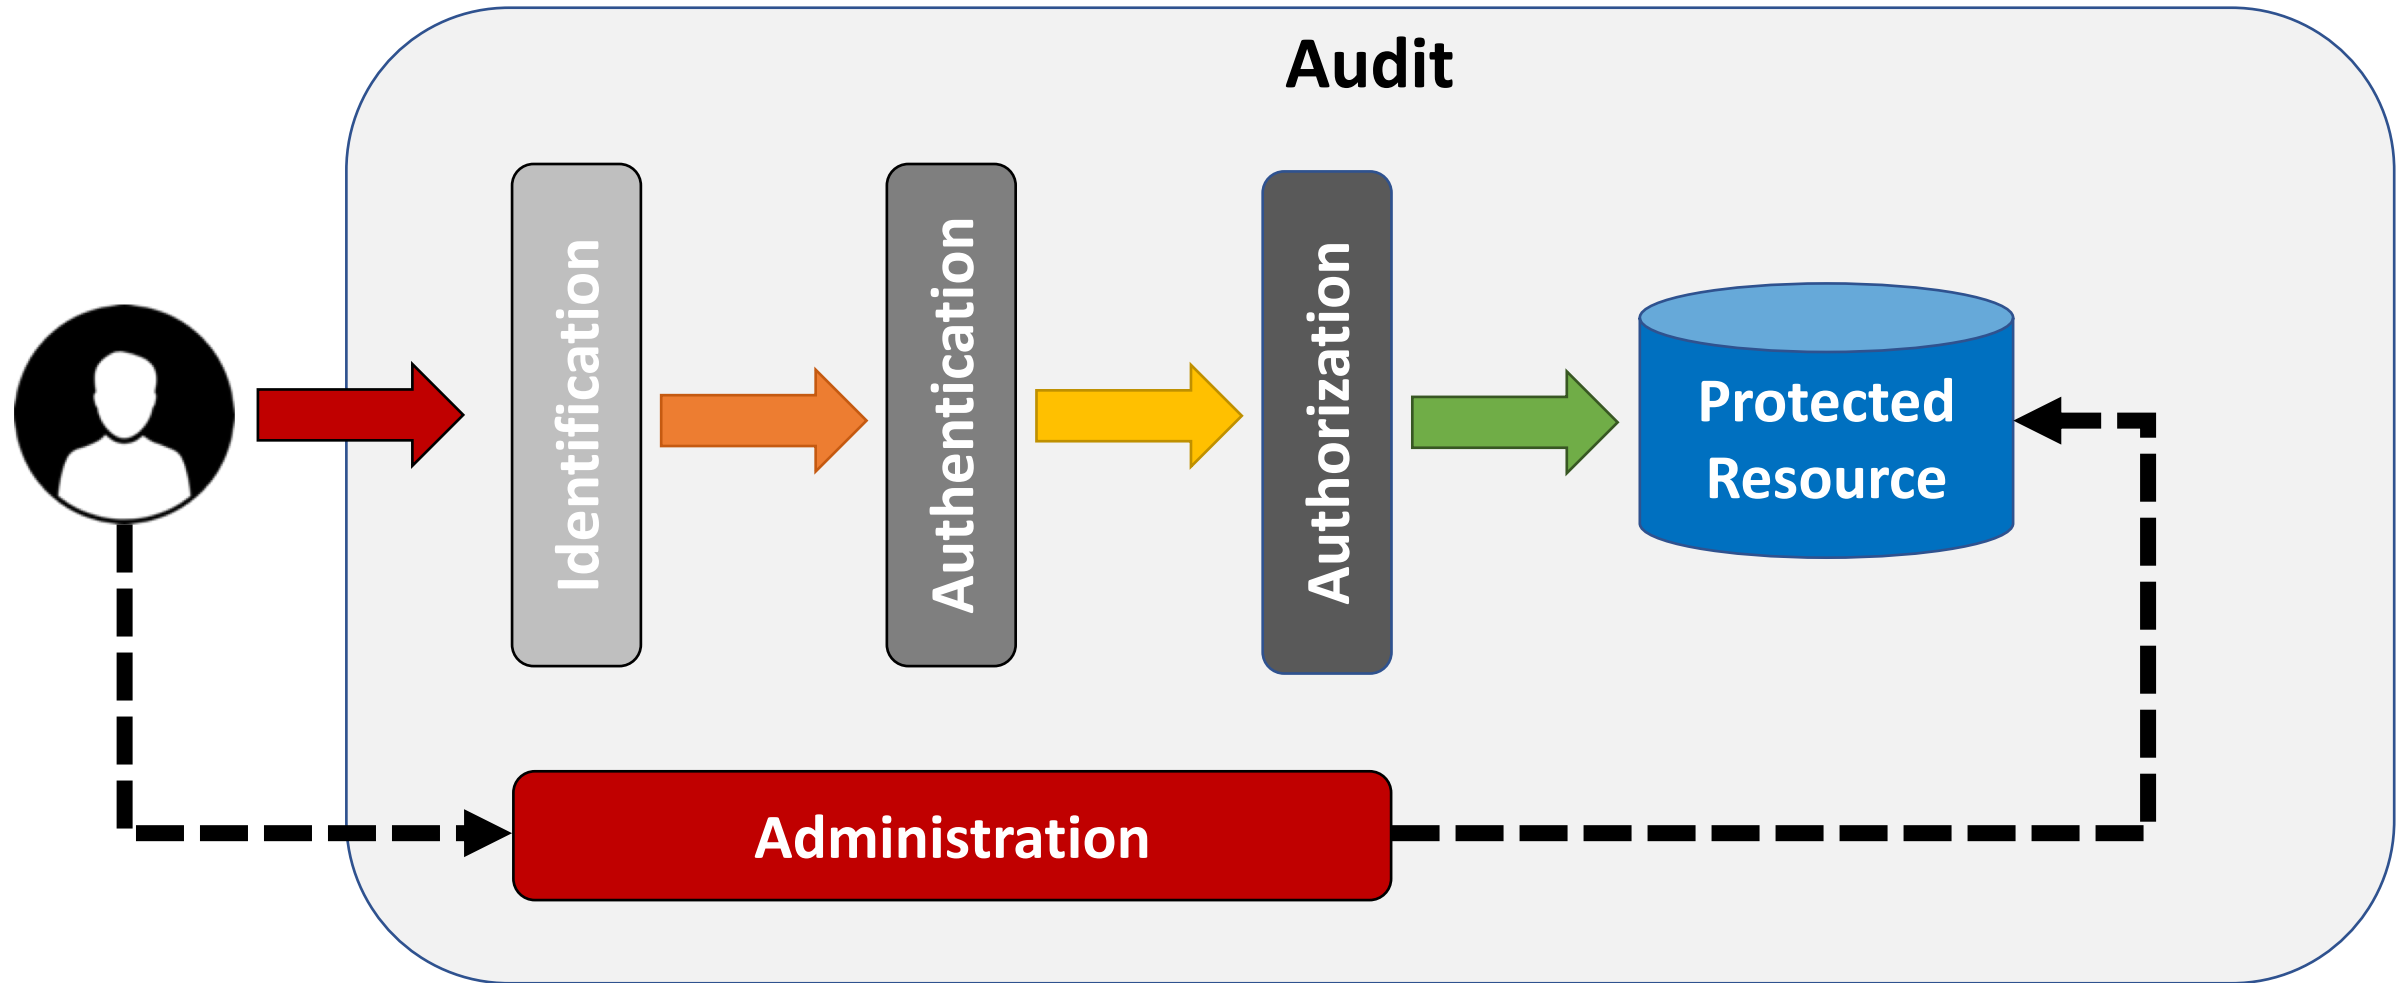 Audit
Identification
Authentication
Authorization
Protected
Resource
Administration